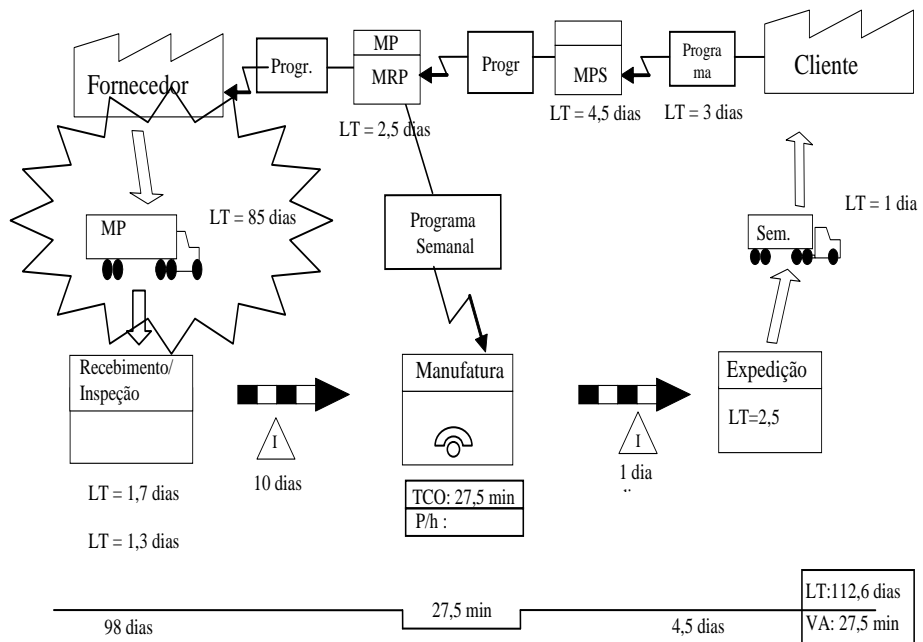 Fornecedor
Progr.
MP
MRP
LT = 2,5 dias
Progr
MPS
LT = 4,5 dias
Programa
LT = 3 dias
Cliente
MP
LT = 85 dias
Programa
Semanal
Sem.
LT = 1 dia
Recebimento/
Inspeção
LT = 1,7 dias
LT = 1,3 dias
I
10 dias
Manufatura
TCO: 27,5 min
P/h :
I
1 dia
Expedição
LT=2,5
98 dias
27,5 min
4,5 dias
LT:112,6 dias
VA: 27,5 min